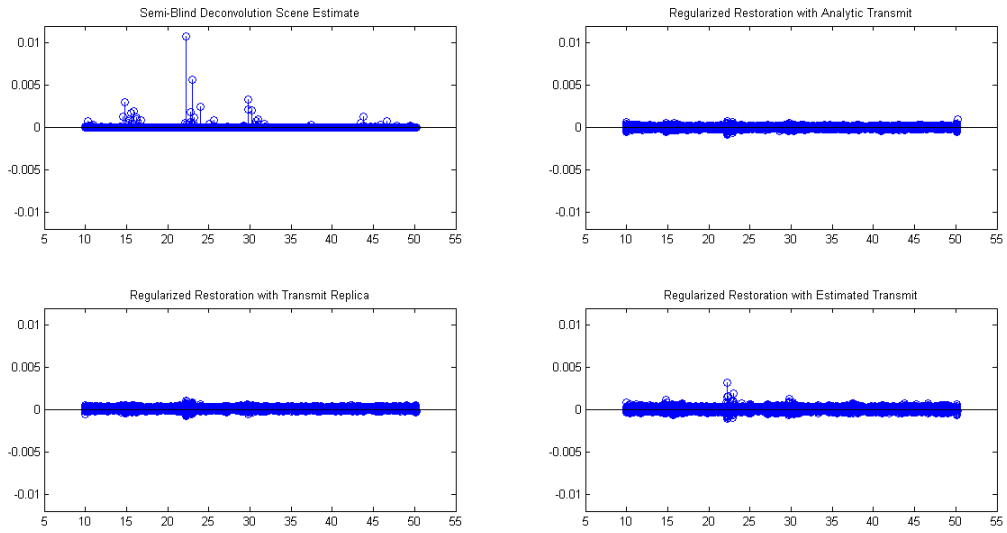 Semi-Blind Deconvolution Scene Estimate
0.01
0.005
0
-0.005
-0.01
5 10 15 20 25 30 35 40 45 50 55
Regularized Restoration with Analytic Transmit
0.01
0.005
0
-0.005
-0.01
5 10 15 20 25 30 35 40 45 50 55
Regularized Restoration with Transmit Replica
0.01
0.005
0
-0.005
-0.01
5 10 15 20 25 30 35 40 45 50 55
Regularized Restoration with Estimated Transmit
0.01
0.005
0
-0.005
-0.01
5 10 15 20 25 30 35 40 45 50 55